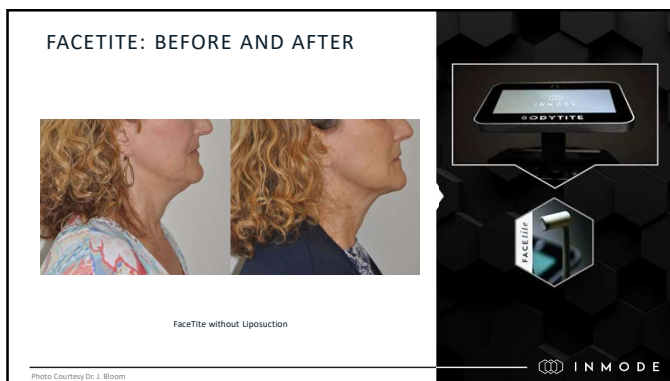 FACETITE: BEFORE AND AFTER
INMODE
BODYTITE
FACEtite
FaceTite without Liposuction
Photo Courtesy Dr. J. Bloom
INMODE